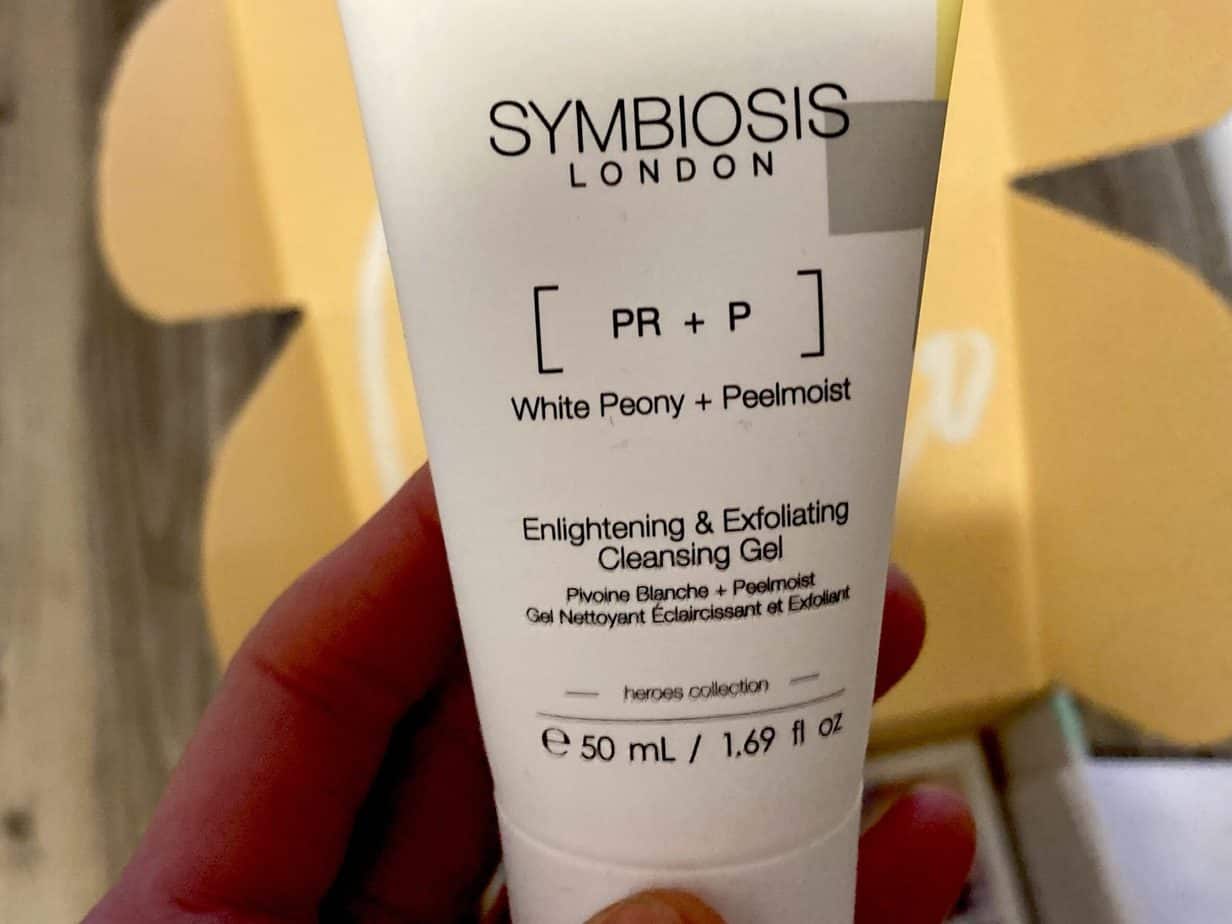 SYMBIOSIS
LONDON
[ PR + P ]
White Peony + Peelmoist
Enlightening & Exfoliating
Cleansing Gel
Pivoine Blanche + Peelmoist
Gel Nettoyant Éclaircissant et Exfoliant
— heroes collection —
℮ 50 mL / 1.69 fl oz